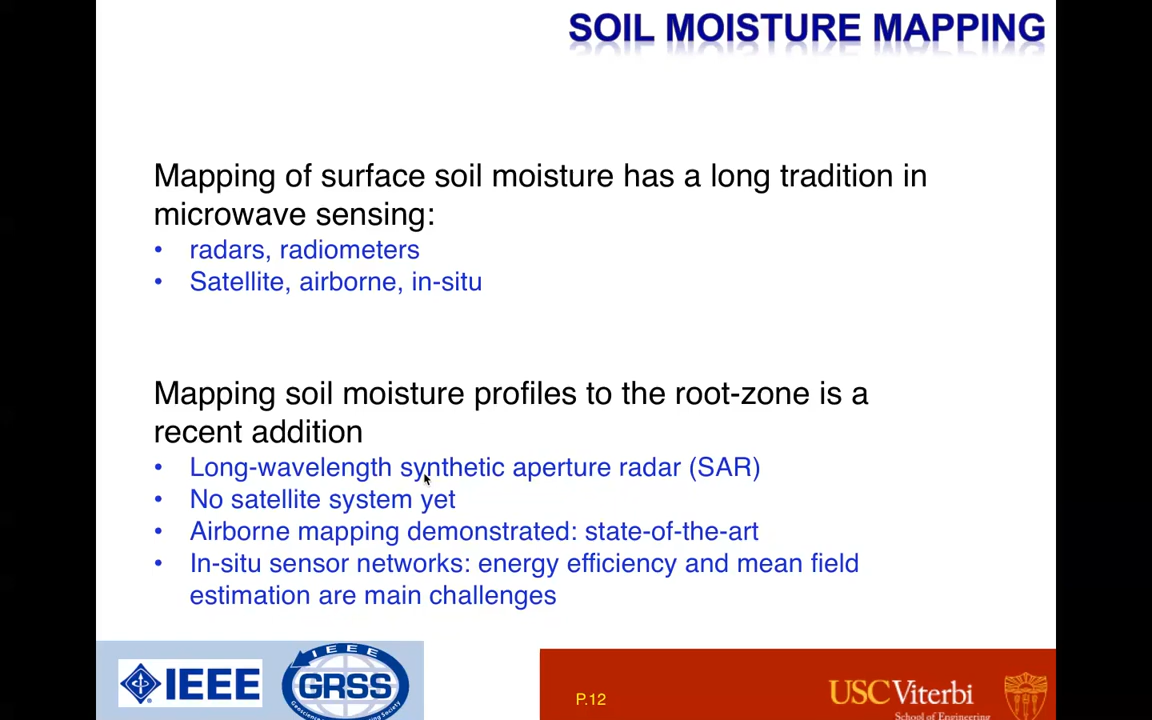 SOIL MOISTURE MAPPING
Mapping of surface soil moisture has a long tradition in
microwave sensing:
• radars, radiometers
• Satellite, airborne, in-situ
Mapping soil moisture profiles to the root-zone is a
recent addition
• Long-wavelength synthetic aperture radar (SAR)
• No satellite system yet
• Airborne mapping demonstrated: state-of-the-art
• In-situ sensor networks: energy efficiency and mean field
estimation are main challenges
IEEE
IEEE
GRSS
P.12
USC Viterbi
School of Engineering